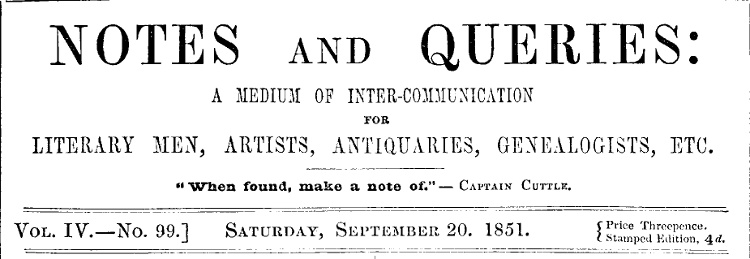 NOTES AND QUERIES:
A MEDIUM OF INTER-COMMUNICATION
FOR
LITERARY MEN, ARTISTS, ANTIQUARIES, GENEALOGISTS, ETC.
"When found, make a note of."— CAPTAIN CUTTLE.
VOL. IV.—No. 99.] SATURDAY, SEPTEMBER 20. 1851. { Price Threepence.
Stamped Edition, 4d.